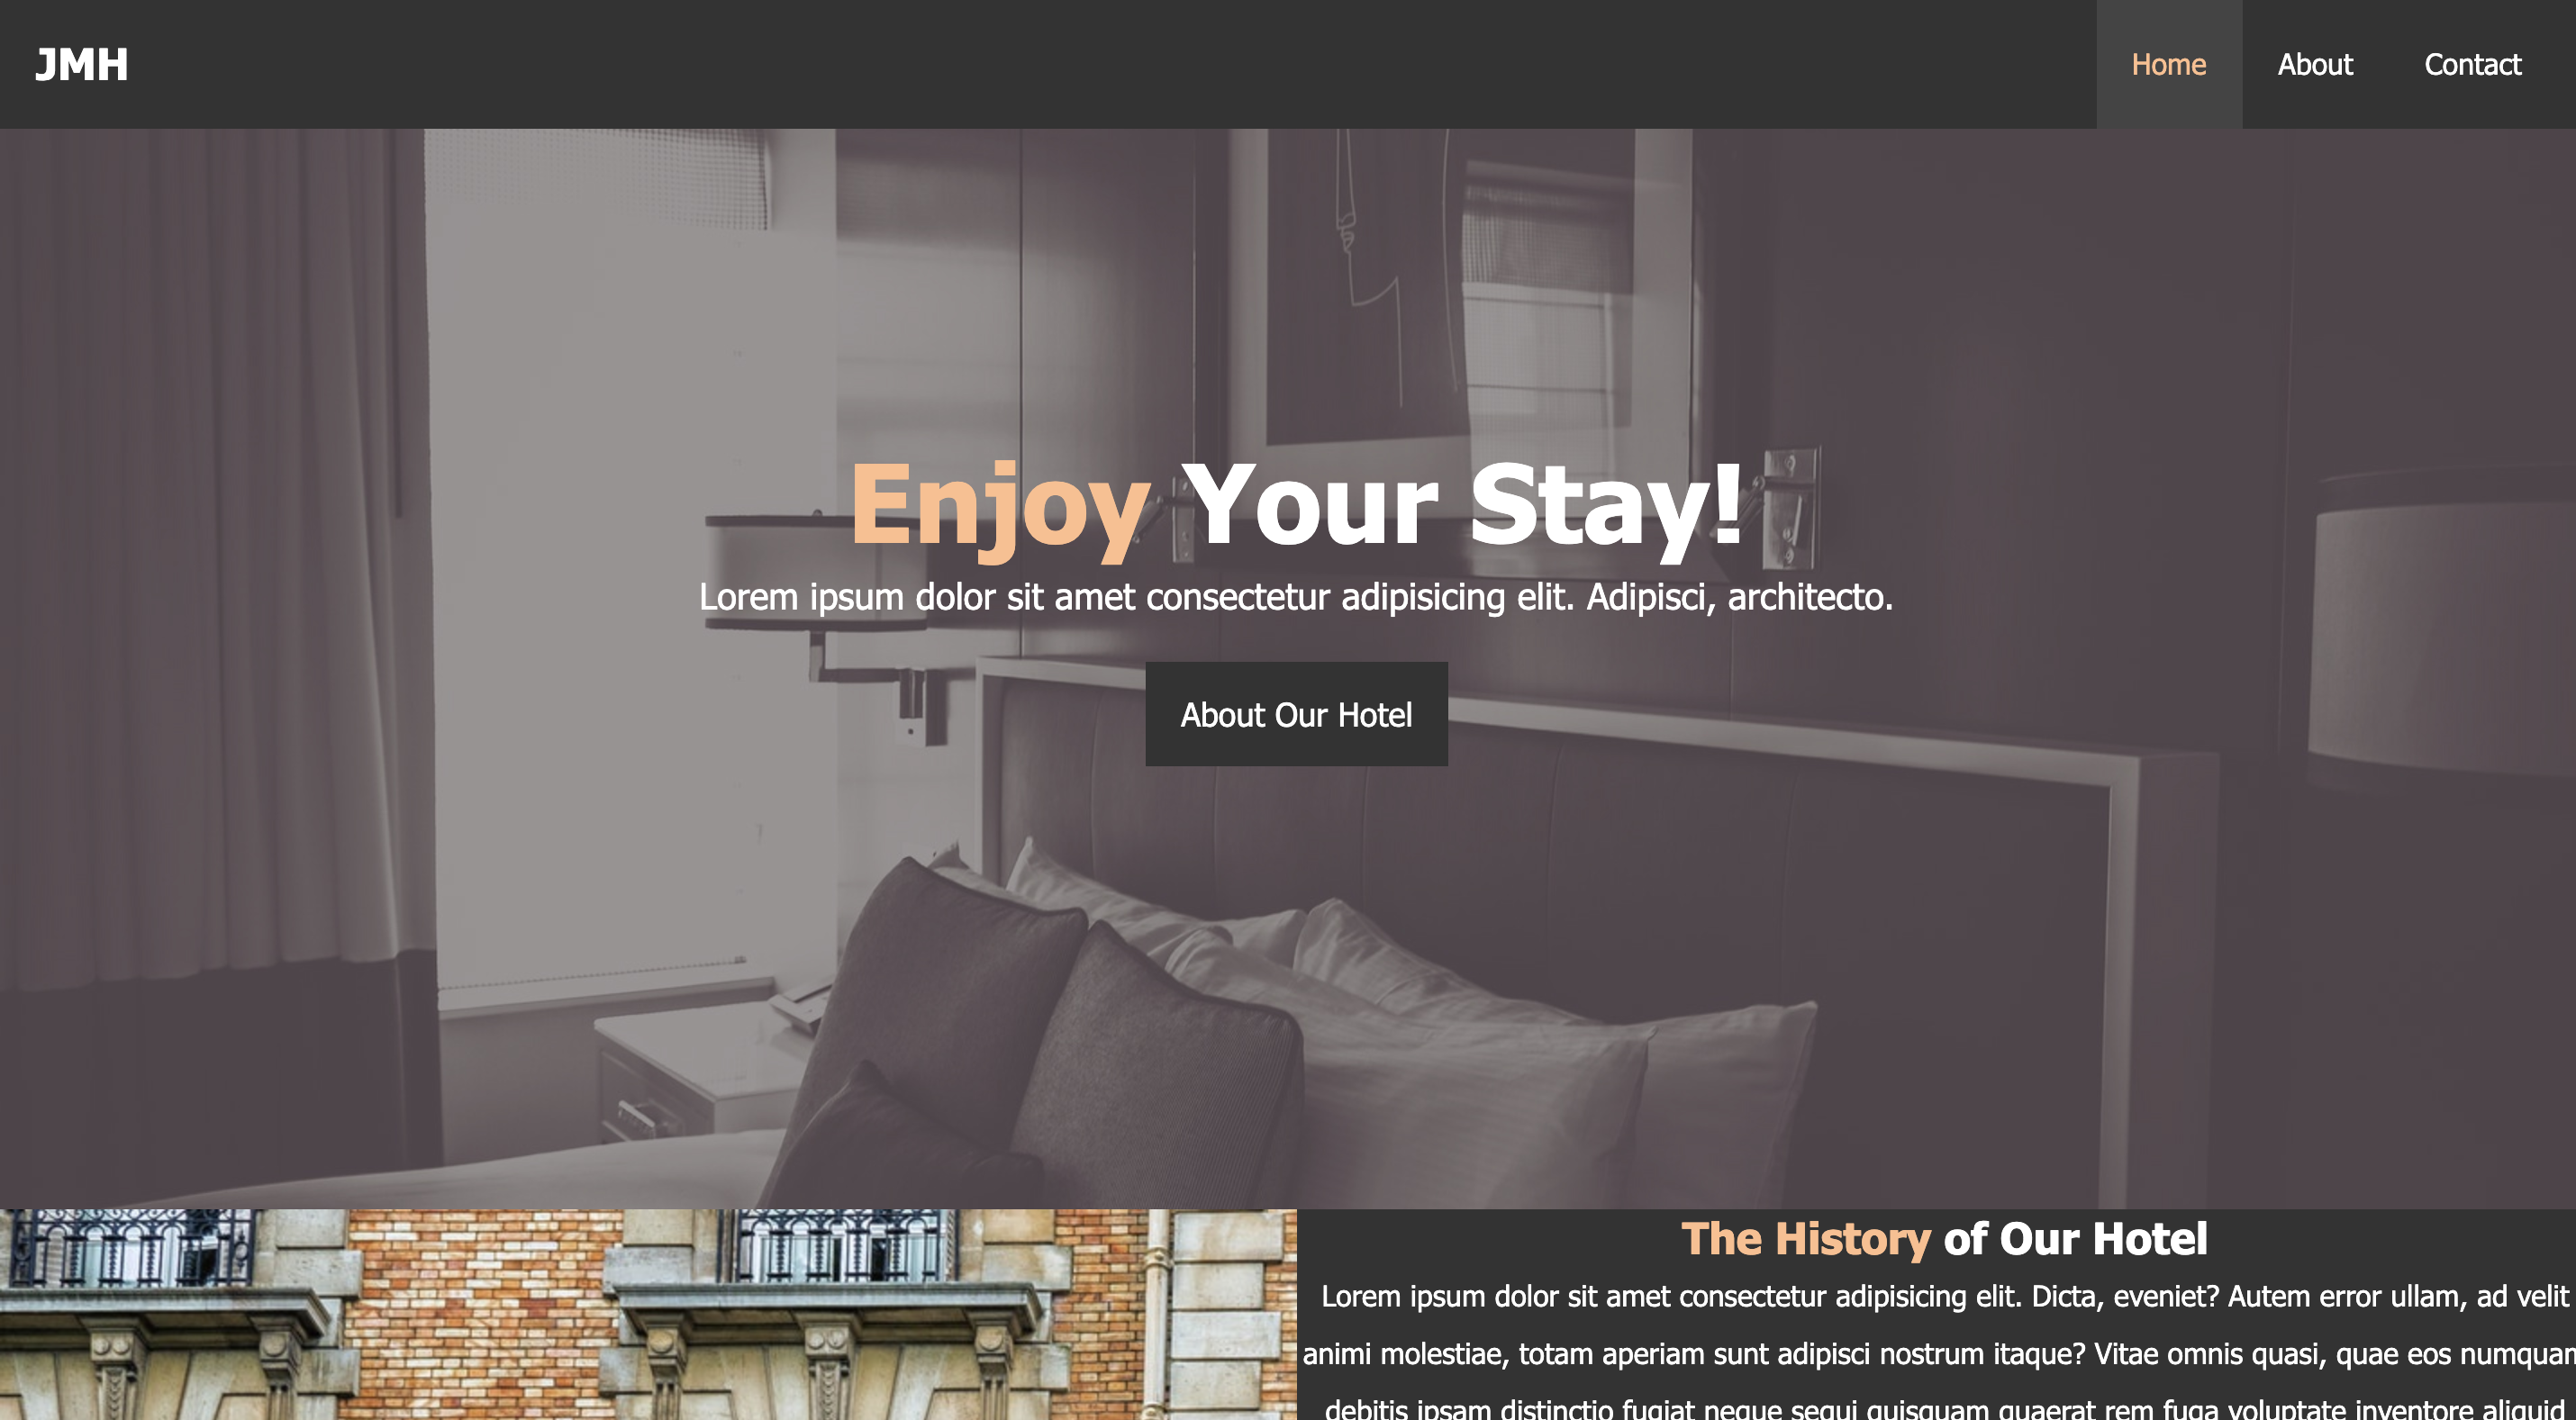 JMH
Home About Contact
Enjoy Your Stay!
Lorem ipsum dolor sit amet consectetur adipisicing elit. Adipisci, architecto.
About Our Hotel
The History of Our Hotel
Lorem ipsum dolor sit amet consectetur adipisicing elit. Dicta, eveniet? Autem error ullam, ad velit
animi molestiae, totam aperiam sunt adipisci nostrum itaque? Vitae omnis quasi, quae eos numquam
debitis ipsam distinctio fugiat neque sequi quisquam quaerat rem fuga voluptate inventore aliquid